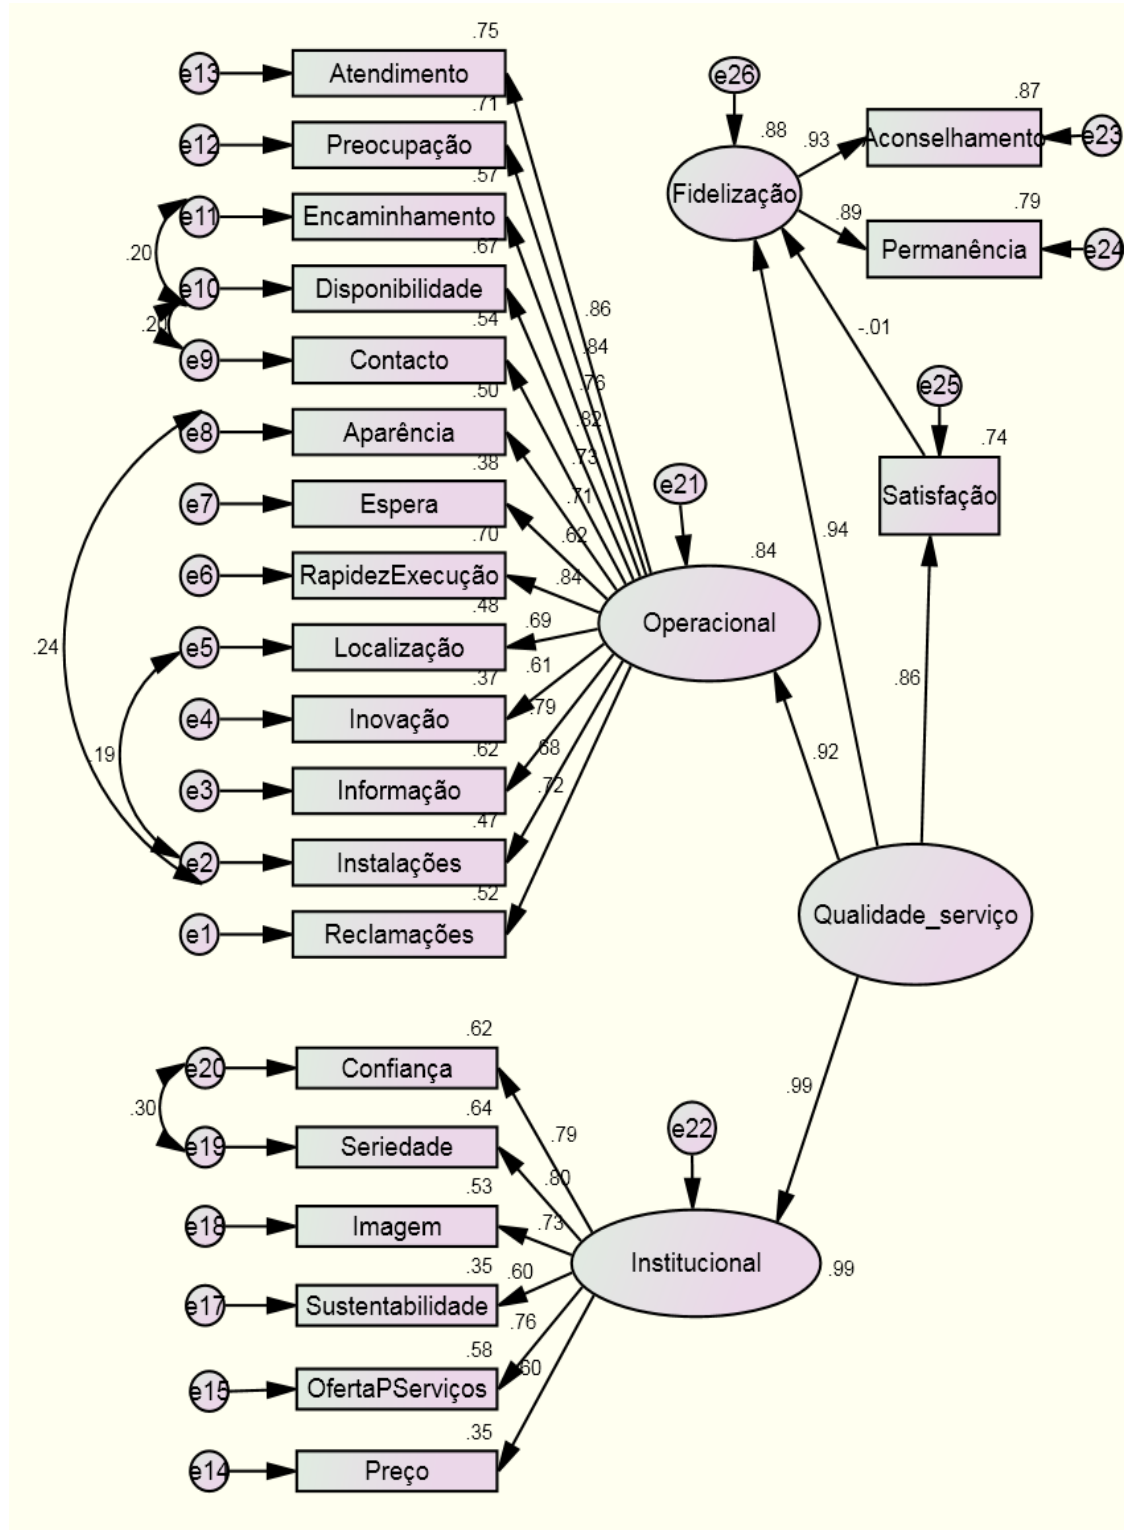 .75
e13
Atendimento
.71
e12
Preocupação
.57
e11
Encaminhamento
.67
.20
e10
Disponibilidade
.54
e9
Contacto
.50
e8
Aparência
.38
e7
Espera
.70
e6
RapidezExecução
.48
.24
e5
Localização
.37
e4
Inovação
.62
.19
e3
Informação
.47
e2
Instalações
.52
e1
Reclamações
.86
.84
.76
.82
.73
.71
.62
.84
.69
.61
.79
.68
.72
e21
.84
Operacional
e26
.88
Fidelização
.93
.87
Aconselhamento
e23
.89
.79
Permanência
e24
-.01
e25
.74
Satisfação
.94
.86
.92
Qualidade_serviço
.99
.62
e20
Confiança
.30
.64
e19
Seriedade
.53
e18
Imagem
.35
e17
Sustentabilidade
.58
e15
OfertaPServiços
.35
e14
Preço
.79
.80
.73
.60
.76
.60
e22
Institucional
.99